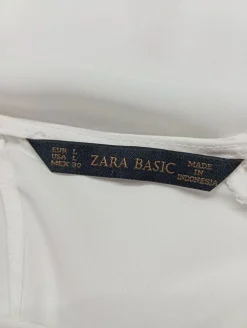 EUR L
USA L
MEX 30
ZARA BASIC
MADE
IN
INDONESIA